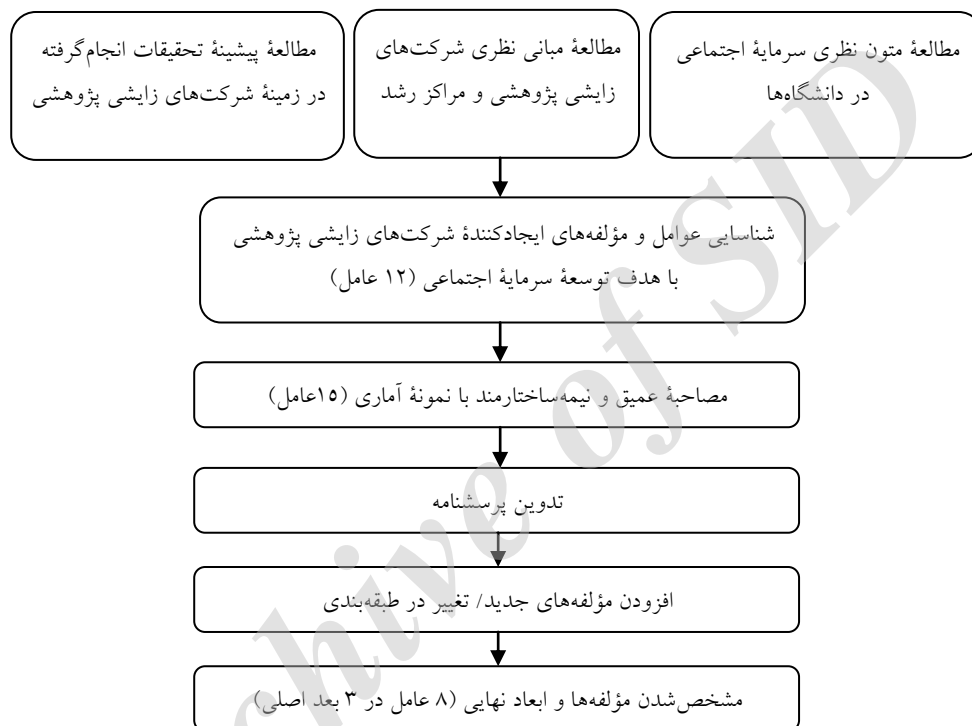 مطالعهٔ متون نظری سرمایهٔ اجتماعی
در دانشگاه‌ها
مطالعهٔ مبانی نظری شرکت‌های
زایشی پژوهشی و مراکز رشد
مطالعهٔ پیشینهٔ تحقیقات انجام‌گرفته
در زمینهٔ شرکت‌های زایشی پژوهشی
شناسایی عوامل و مؤلفه‌های ایجادکنندهٔ شرکت‌های زایشی پژوهشی
با هدف توسعهٔ سرمایهٔ اجتماعی (۱۲ عامل)
مصاحبهٔ عمیق و نیمه‌ساختارمند با نمونهٔ آماری (۱۵عامل)
تدوین پرسشنامه
افزودن مؤلفه‌های جدید/ تغییر در طبقه‌بندی
مشخص‌شدن مؤلفه‌ها و ابعاد نهایی (۸ عامل در ۳ بعد اصلی)
chive of SID